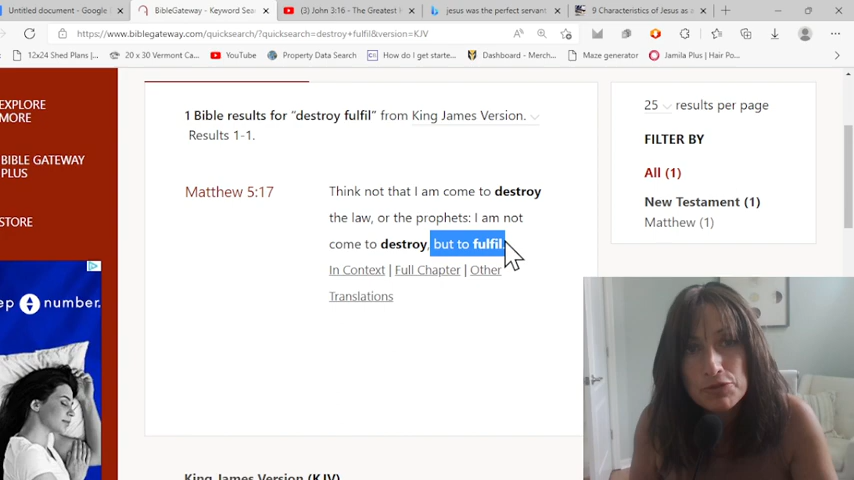 Untitled document - Google
BibleGateway - Keyword Sea
(3) John 3:16 - The Greatest H
jesus was the perfect servant
9 Characteristics of Jesus as a
https://www.biblegateway.com/quicksearch/?quicksearch=destroy+fulfil&version=KJV
12x24 Shed Plans |...
20 x 30 Vermont Ca...
YouTube
Property Data Search
How do I get starte...
Dashboard - Merch...
Maze generator
Jamila Plus | Hair Po...
EXPLORE
MORE
BIBLE GATEWAY
PLUS
STORE
ep number.
1 Bible results for “destroy fulfil” from King James Version.
Results 1-1.
Matthew 5:17
Think not that I am come to destroy
the law, or the prophets: I am not
come to destroy, but to fulfil.
In Context | Full Chapter | Other
Translations
King James Version (KJV)
25 results per page
FILTER BY
All (1)
New Testament (1)
Matthew (1)